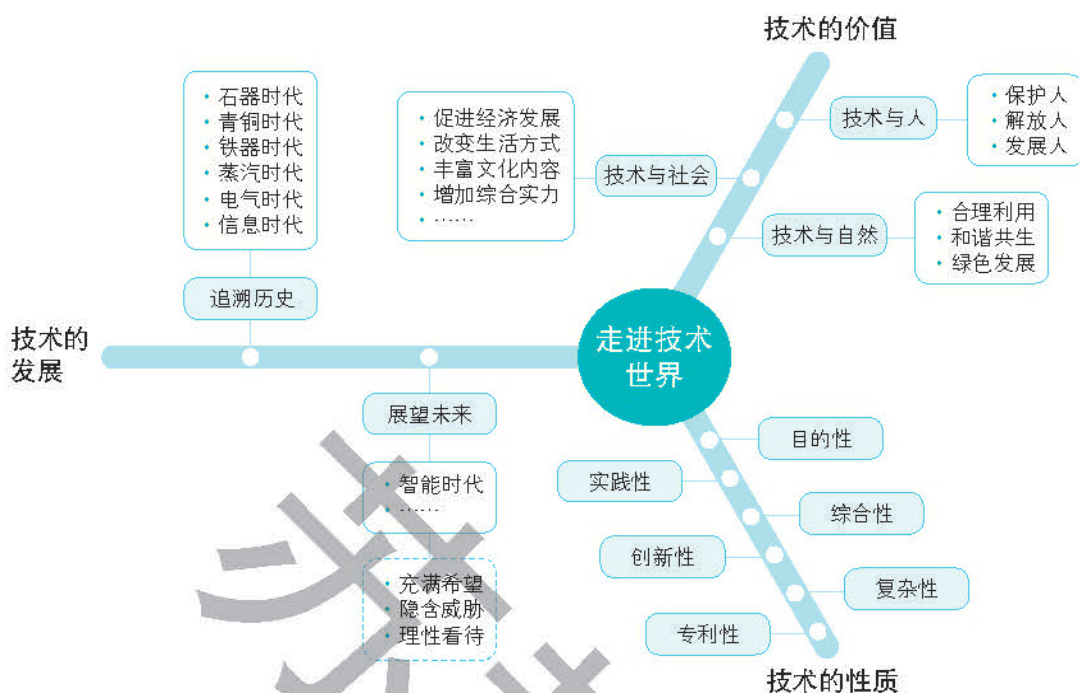 技术的价值
· 保护人
· 解放人
· 发展人
技术与人
· 促进经济发展
· 改变生活方式
· 丰富文化内容
· 增加综合实力
· ……
技术与社会
技术与自然
· 合理利用
· 和谐共生
· 绿色发展
· 石器时代
· 青铜时代
· 铁器时代
· 蒸汽时代
· 电气时代
· 信息时代
追溯历史
技术的
发展
走进技术
世界
展望未来
· 智能时代
· ……
· 充满希望
· 隐含威胁
· 理性看待
目的性
实践性
综合性
创新性
复杂性
专利性
技术的性质